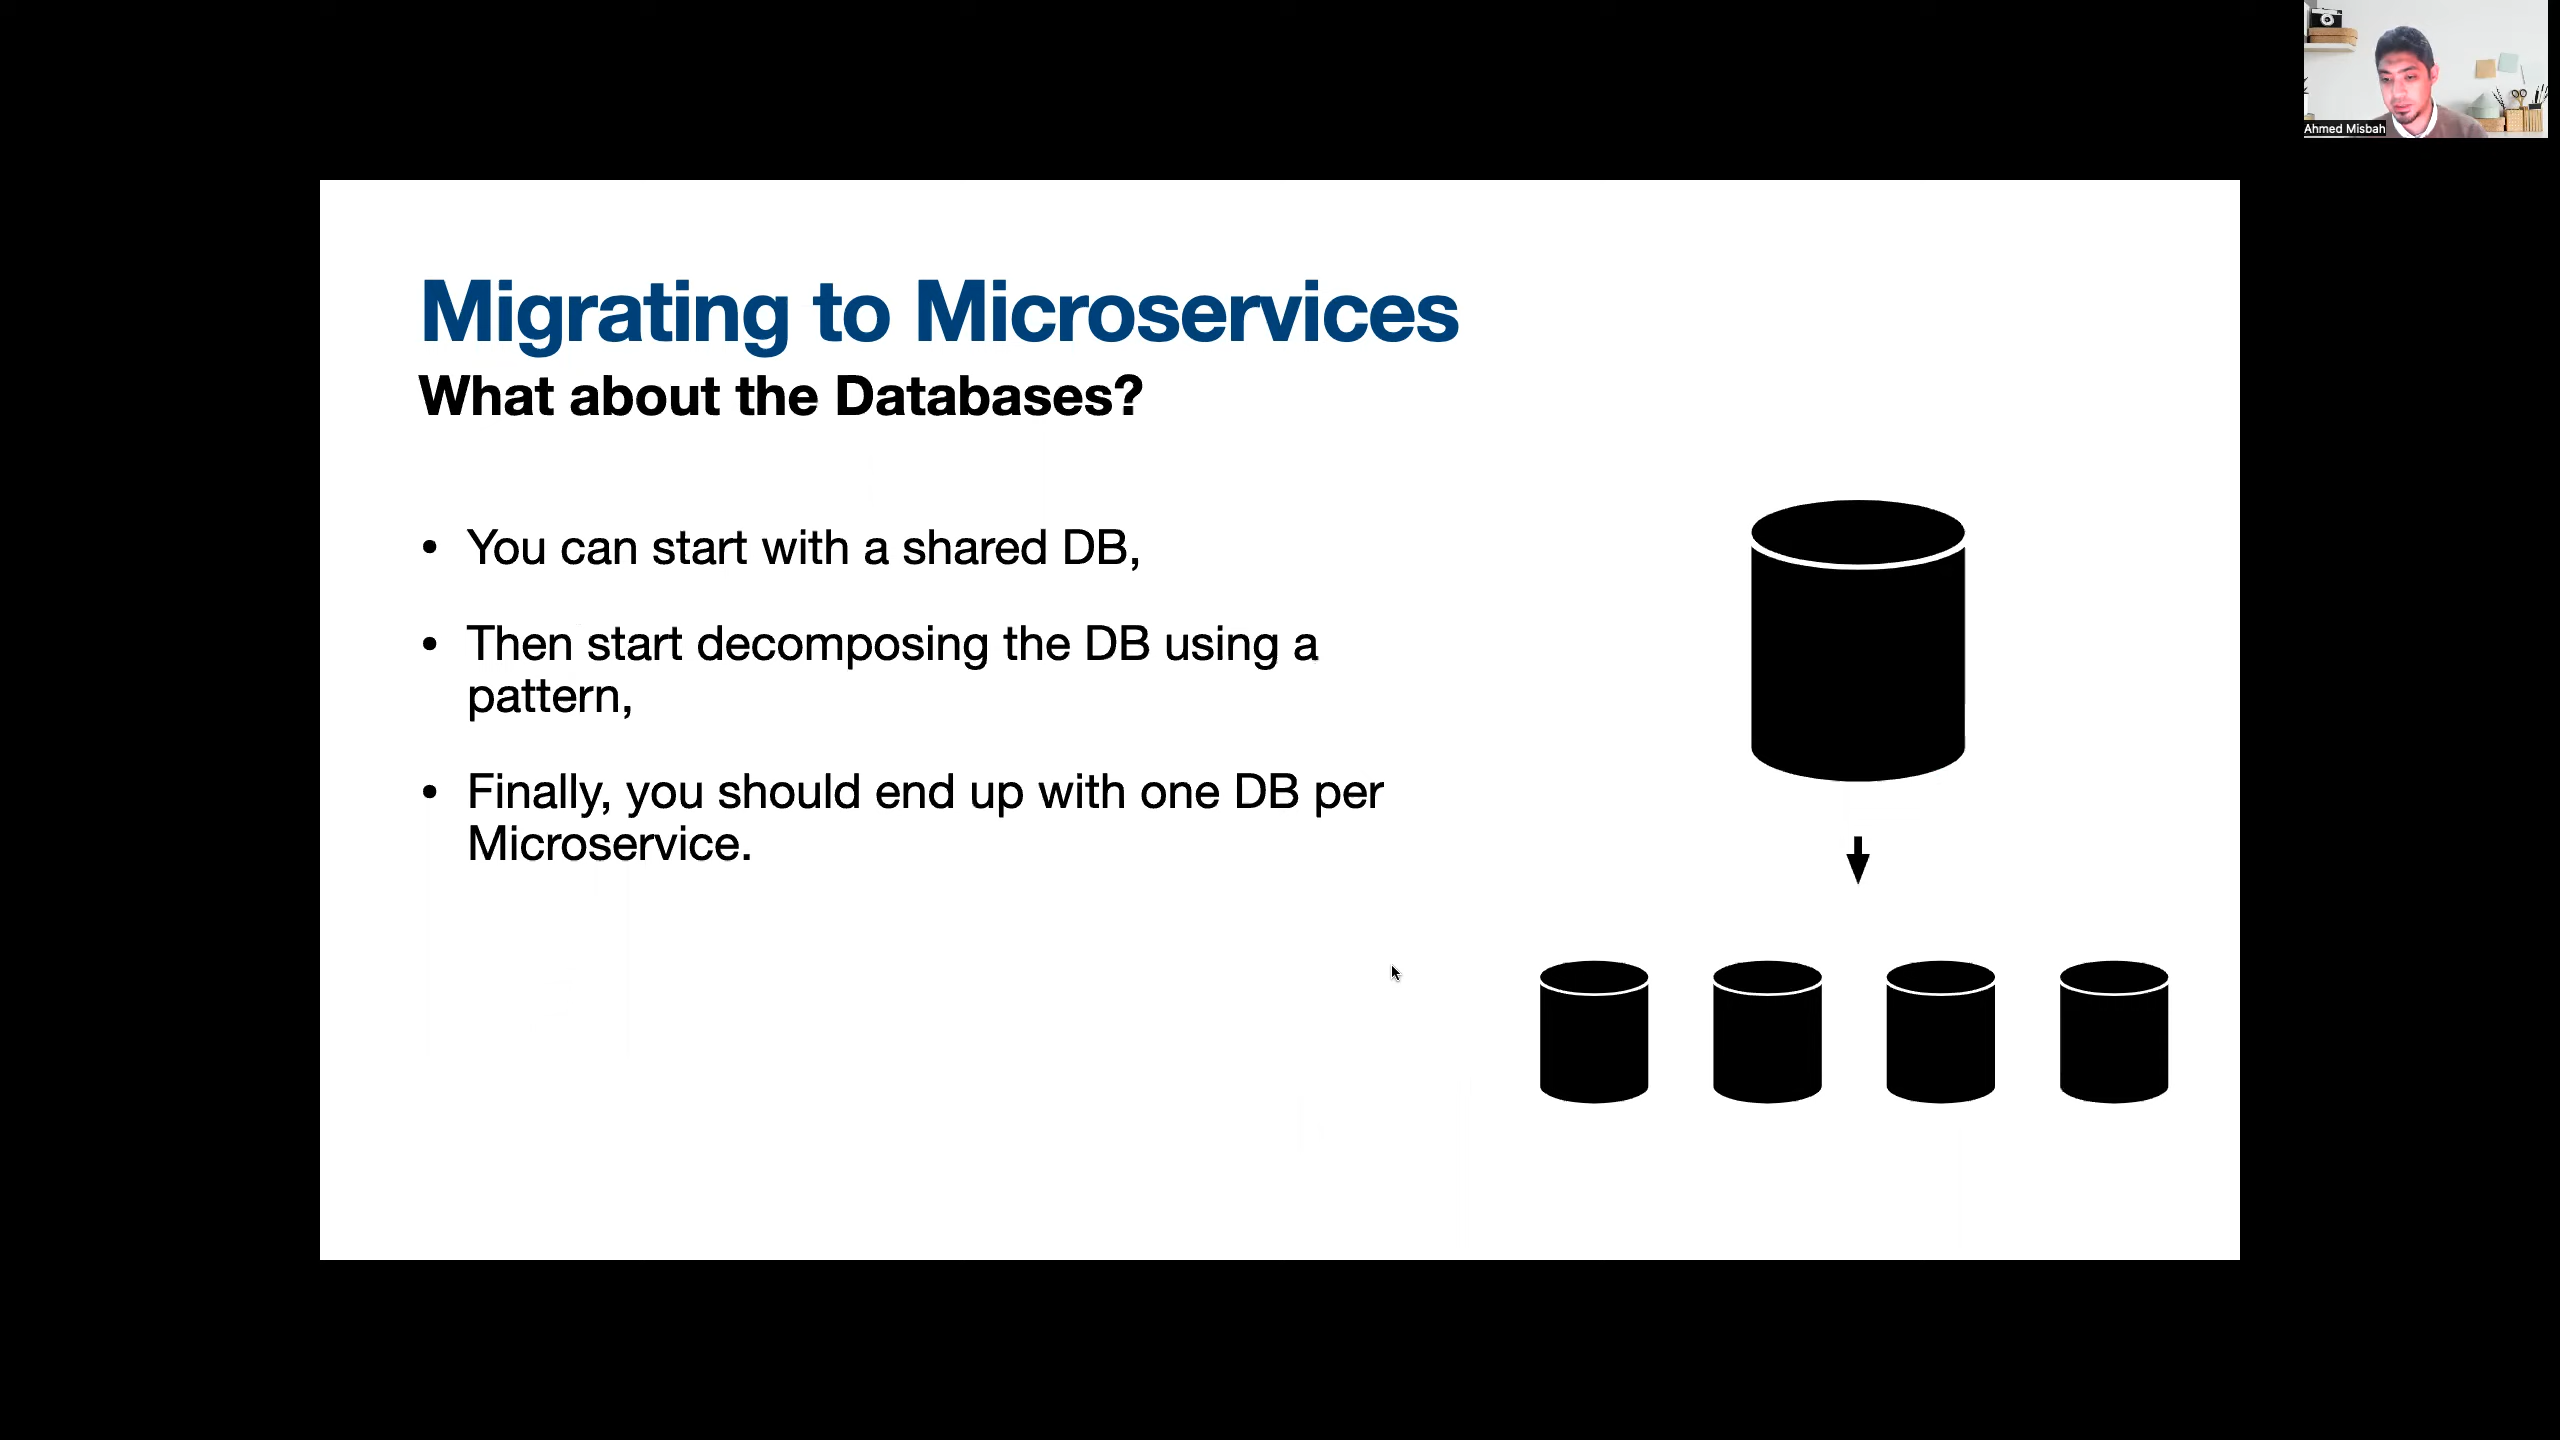 Ahmed Misbah
Migrating to Microservices
What about the Databases?
• You can start with a shared DB,
• Then start decomposing the DB using a
pattern,
• Finally, you should end up with one DB per
Microservice.